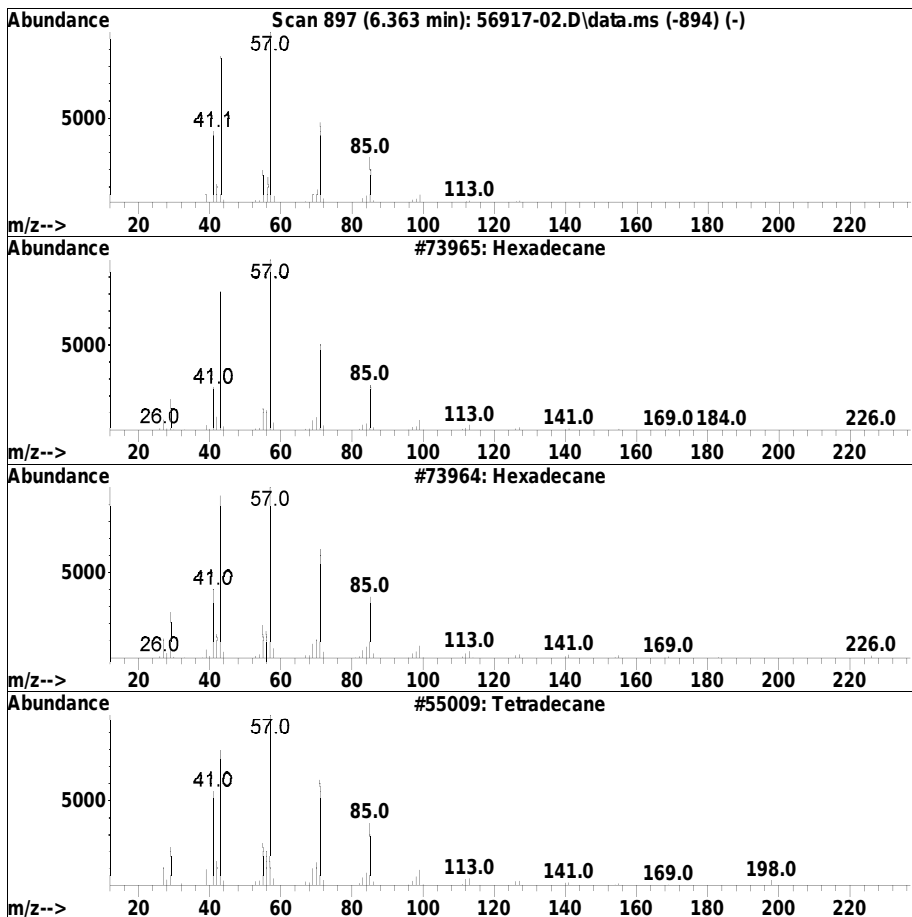 Abundance Scan 897 (6.363 min): 56917-02.D\data.ms (-894) (-)
57.0
5000 41.1
85.0
113.0
20 40 60 80 100 120 140 160 180 200 220
m/z-->
Abundance #73965: Hexadecane
57.0
5000
41.0 85.0
26.0 113.0 141.0 169.0 184.0 226.0
20 40 60 80 100 120 140 160 180 200 220
m/z-->
Abundance #73964: Hexadecane
57.0
5000 41.0
85.0
26.0 113.0 141.0 169.0 226.0
20 40 60 80 100 120 140 160 180 200 220
m/z-->
Abundance #55009: Tetradecane
57.0
41.0
5000 85.0
113.0 141.0 169.0 198.0
20 40 60 80 100 120 140 160 180 200 220
m/z-->